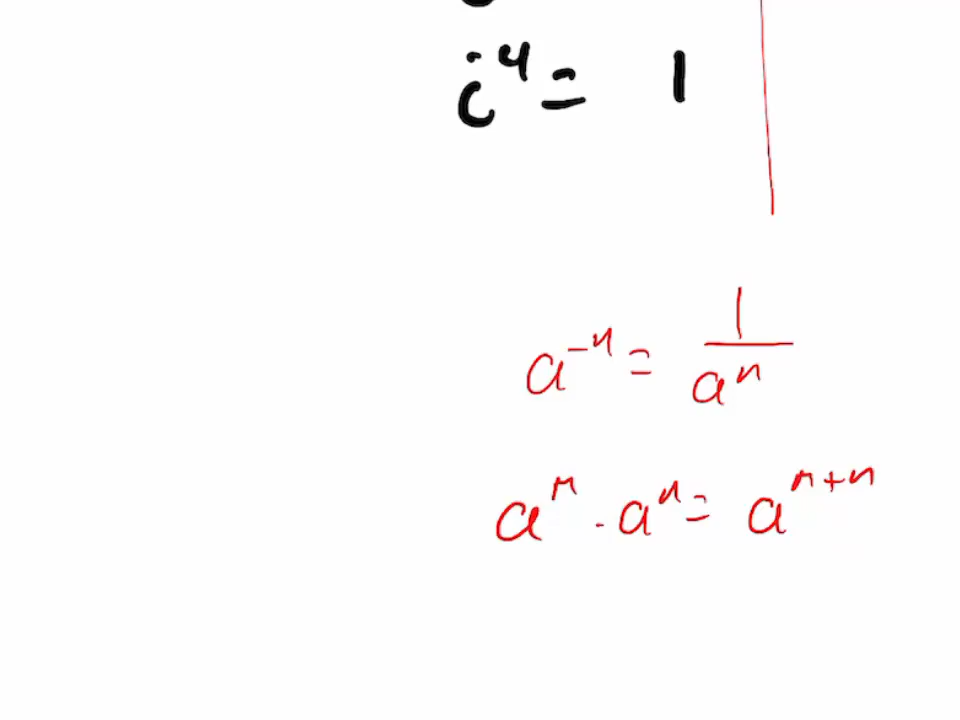 i⁴ = 1
a⁻ⁿ = 1/aⁿ
aᵐ · aⁿ = aᵐ⁺ⁿ